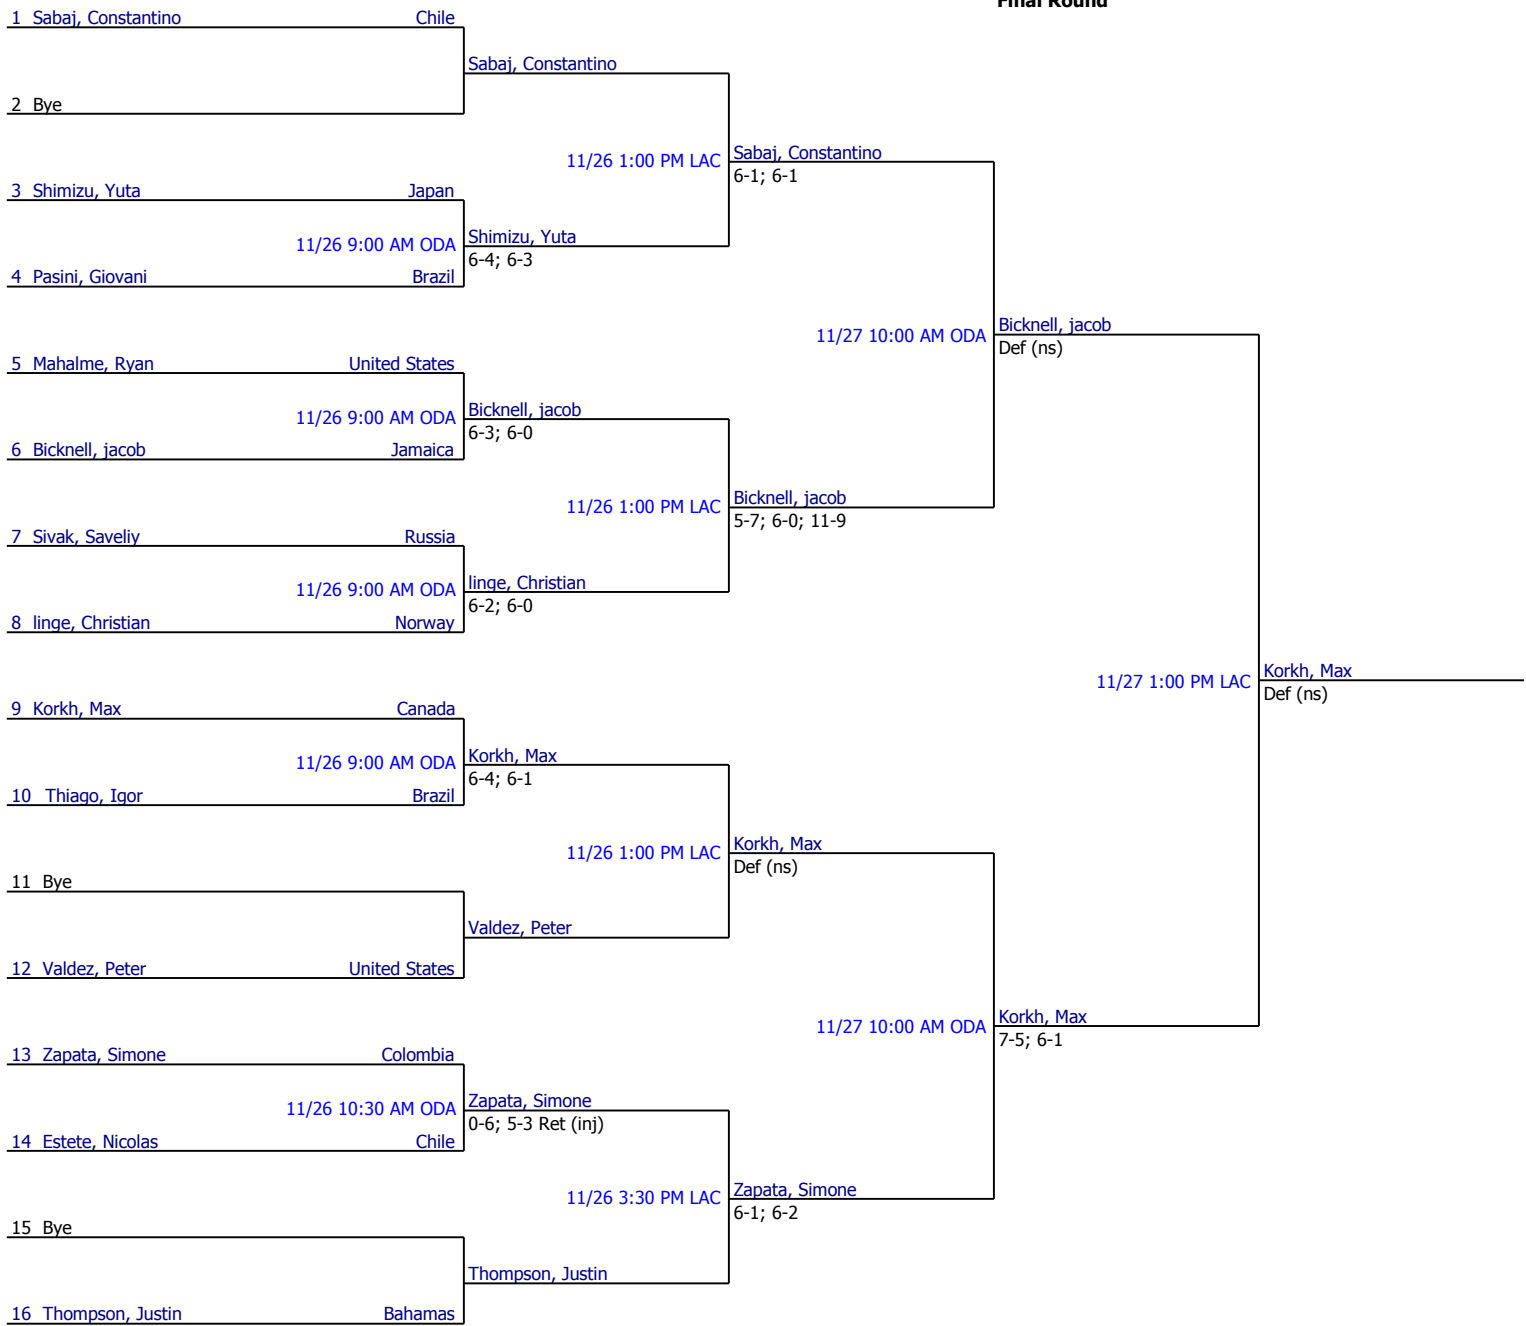 Final Round
1 Sabaj, Constantino Chile
Sabaj, Constantino
2 Bye
11/26 1:00 PM LAC Sabaj, Constantino
6-1; 6-1
3 Shimizu, Yuta Japan
11/26 9:00 AM ODA Shimizu, Yuta
6-4; 6-3
4 Pasini, Giovani Brazil
11/27 10:00 AM ODA Bicknell, jacob
Def (ns)
5 Mahalme, Ryan United States
11/26 9:00 AM ODA Bicknell, jacob
6-3; 6-0
6 Bicknell, jacob Jamaica
11/26 1:00 PM LAC Bicknell, jacob
5-7; 6-0; 11-9
7 Sivak, Saveliy Russia
11/26 9:00 AM ODA linge, Christian
6-2; 6-0
8 linge, Christian Norway
11/27 1:00 PM LAC Korkh, Max
Def (ns)
9 Korkh, Max Canada
11/26 9:00 AM ODA Korkh, Max
6-4; 6-1
10 Thiago, Igor Brazil
11/26 1:00 PM LAC Korkh, Max
Def (ns)
11 Bye
Valdez, Peter
12 Valdez, Peter United States
11/27 10:00 AM ODA Korkh, Max
7-5; 6-1
13 Zapata, Simone Colombia
11/26 10:30 AM ODA Zapata, Simone
0-6; 5-3 Ret (inj)
14 Estete, Nicolas Chile
11/26 3:30 PM LAC Zapata, Simone
6-1; 6-2
15 Bye
Thompson, Justin
16 Thompson, Justin Bahamas